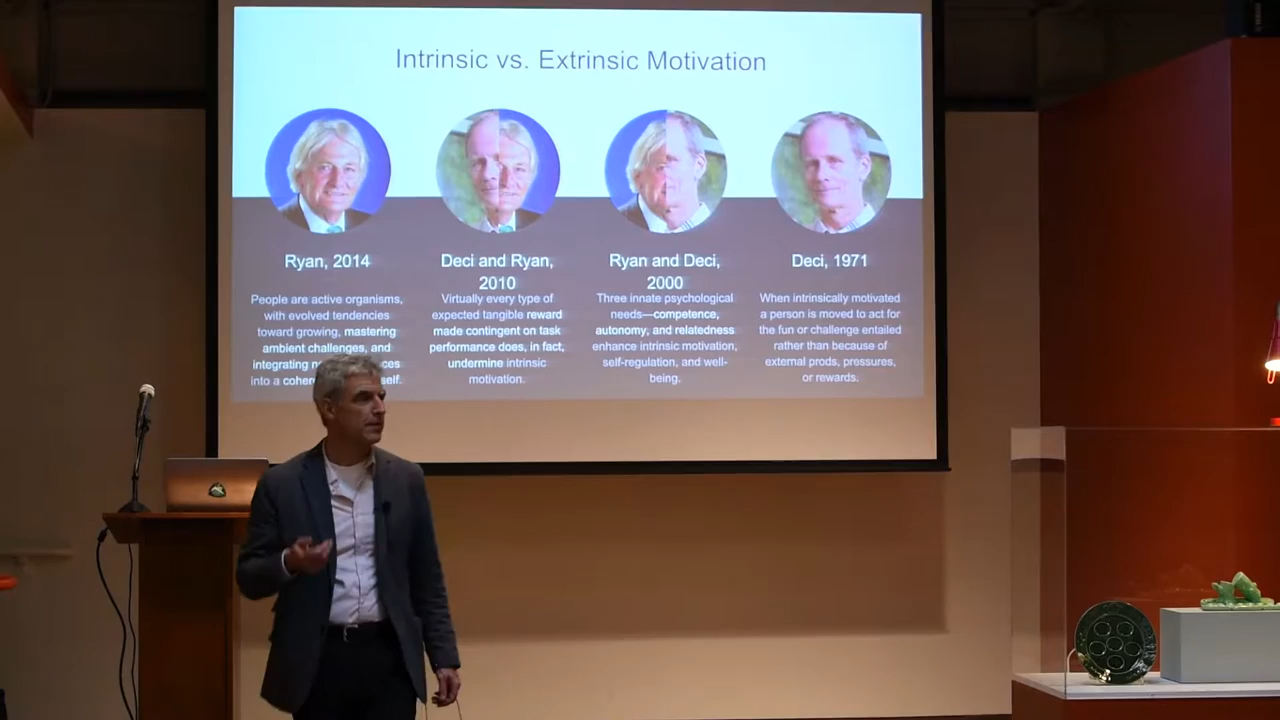 Intrinsic vs. Extrinsic Motivation
Ryan, 2014
People are active organisms,
with evolved tendencies
toward growing, mastering
ambient challenges, and
integrating
into a self.
Deci and Ryan,
2010
Virtually every type of
expected tangible reward
made contingent on task
performance does, in fact,
undermine intrinsic
motivation.
Ryan and Deci,
2000
Three innate psychological
needs—competence,
autonomy, and relatedness
enhance intrinsic motivation,
self-regulation, and well-
being.
Deci, 1971
When intrinsically motivated
a person is moved to act for
the fun or challenge entailed
rather than because of
external prods, pressures,
or rewards.